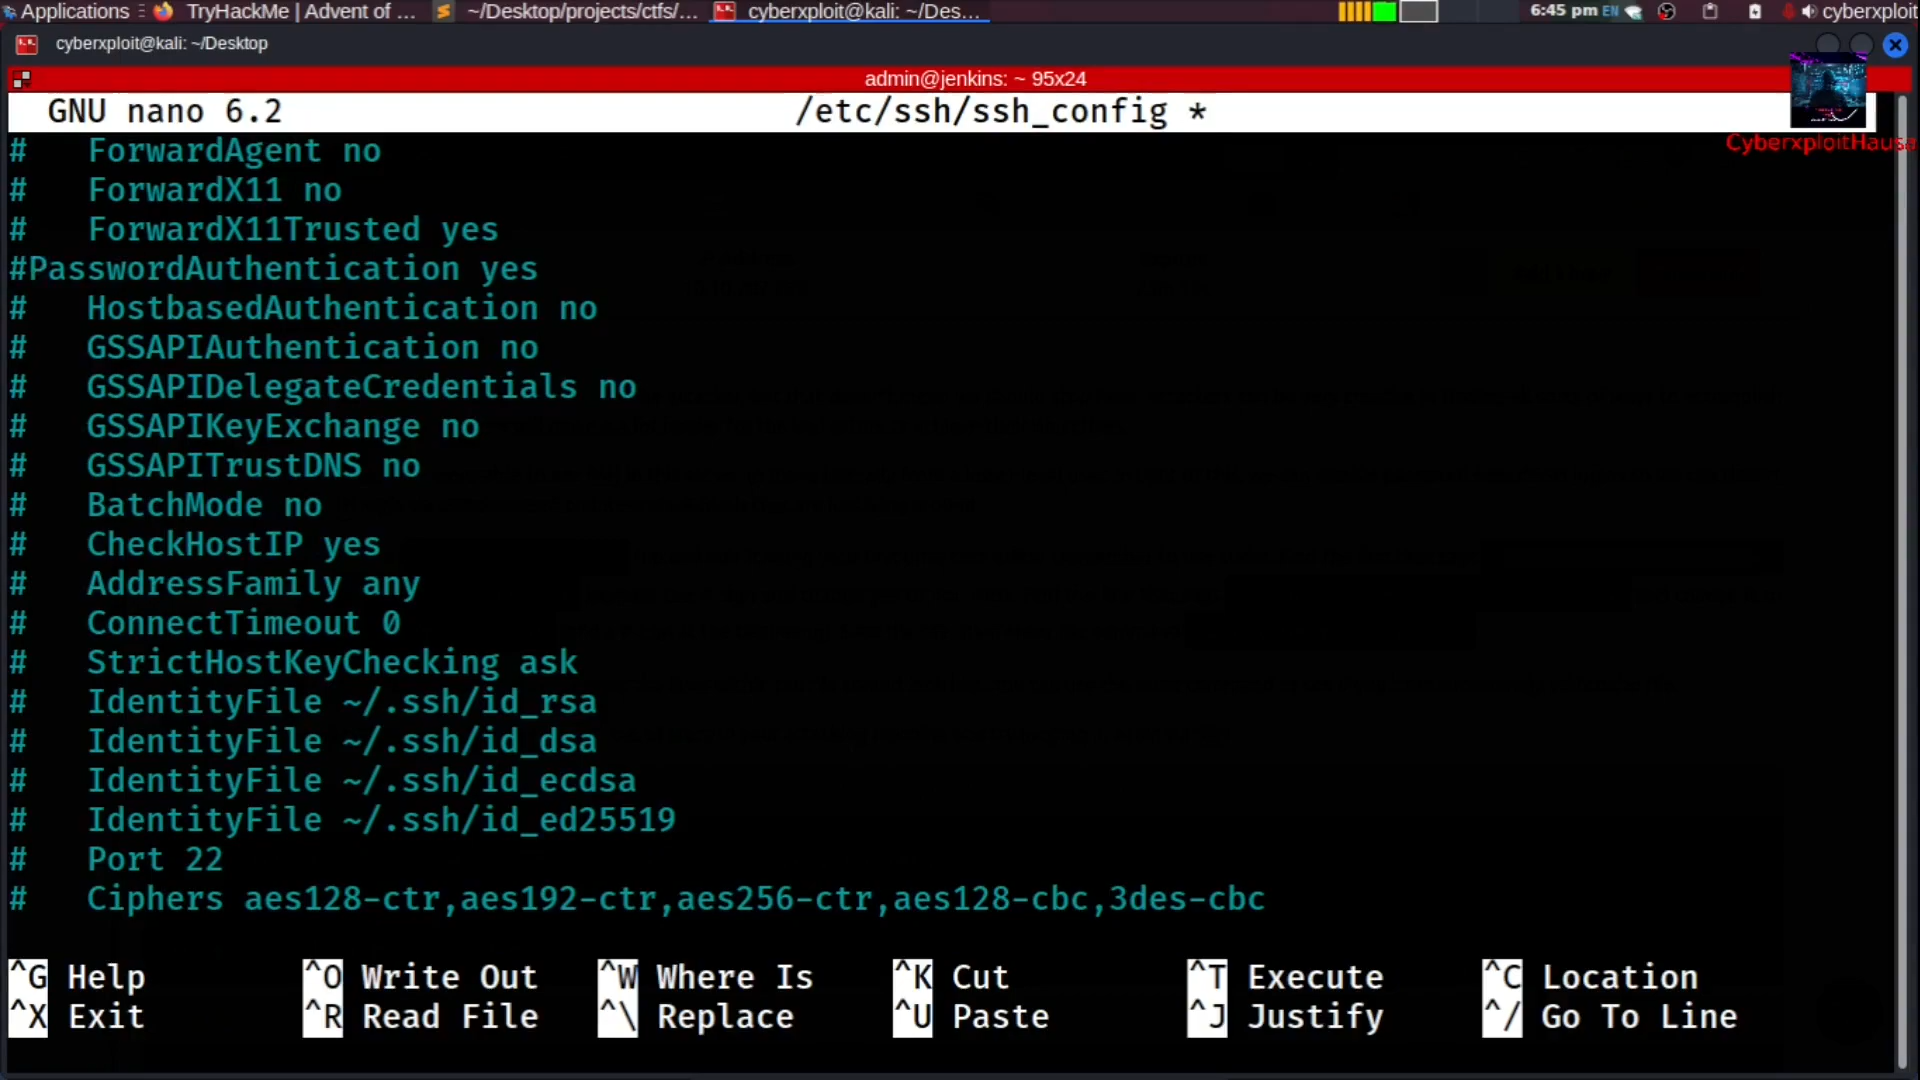 Applications
TryHackMe | Advent of ...
~/Desktop/projects/ctfs/...
cyberxploit@kali: ~/Des...
6:45 pm EN
cyberxploit
cyberxploit@kali: ~/Desktop
admin@jenkins: ~ 95x24
GNU nano 6.2 /etc/ssh/ssh_config *
CyberxploitHausa
#   ForwardAgent no
#   ForwardX11 no
#   ForwardX11Trusted yes
#PasswordAuthentication yes
#   HostbasedAuthentication no
#   GSSAPIAuthentication no
#   GSSAPIDelegateCredentials no
#   GSSAPIKeyExchange no
#   GSSAPITrustDNS no
#   BatchMode no
#   CheckHostIP yes
#   AddressFamily any
#   ConnectTimeout 0
#   StrictHostKeyChecking ask
#   IdentityFile ~/.ssh/id_rsa
#   IdentityFile ~/.ssh/id_dsa
#   IdentityFile ~/.ssh/id_ecdsa
#   IdentityFile ~/.ssh/id_ed25519
#   Port 22
#   Ciphers aes128-ctr,aes192-ctr,aes256-ctr,aes128-cbc,3des-cbc
^G Help ^O Write Out ^W Where Is ^K Cut ^T Execute ^C Location
^X Exit ^R Read File ^\ Replace ^U Paste ^J Justify ^/ Go To Line